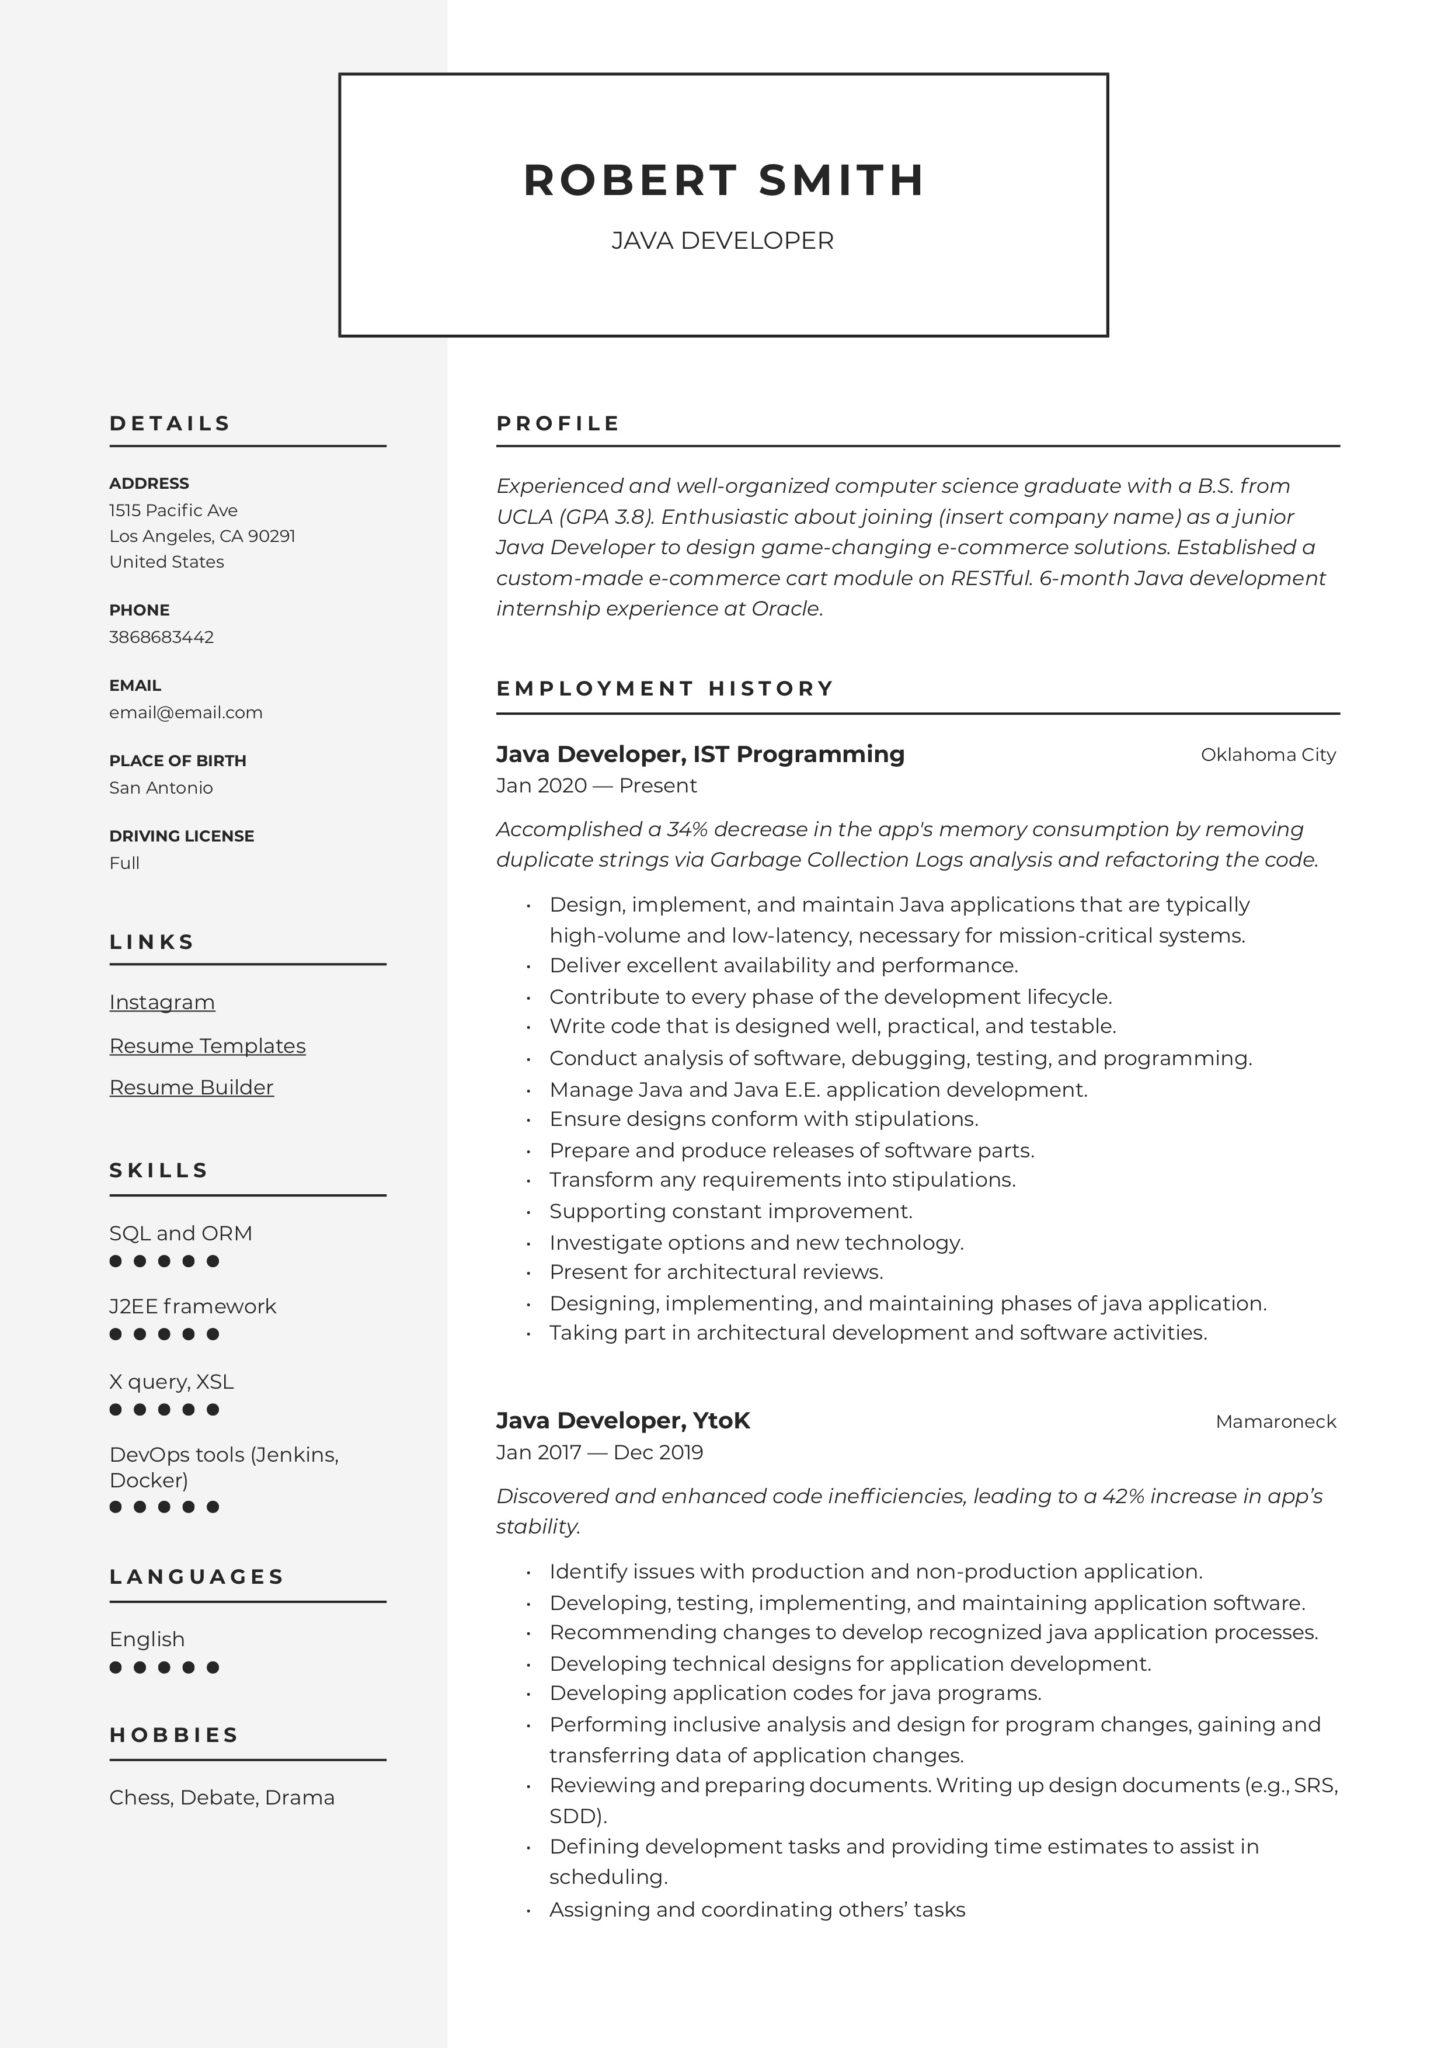 ROBERT SMITH
JAVA DEVELOPER
DETAILS
ADDRESS
1515 Pacific Ave
Los Angeles, CA 90291
United States
PHONE
3868683442
EMAIL
email@email.com
PLACE OF BIRTH
San Antonio
DRIVING LICENSE
Full
LINKS
Instagram
Resume Templates
Resume Builder
SKILLS
SQL and ORM
J2EE framework
X query, XSL
DevOps tools (Jenkins,
Docker)
LANGUAGES
English
HOBBIES
Chess, Debate, Drama
PROFILE
Experienced and well-organized computer science graduate with a B.S. from
UCLA (GPA 3.8). Enthusiastic about joining (insert company name) as a junior
Java Developer to design game-changing e-commerce solutions. Established a
custom-made e-commerce cart module on RESTful. 6-month Java development
internship experience at Oracle.
EMPLOYMENT HISTORY
Java Developer, IST Programming Oklahoma City
Jan 2020 — Present
Accomplished a 34% decrease in the app's memory consumption by removing
duplicate strings via Garbage Collection Logs analysis and refactoring the code.
• Design, implement, and maintain Java applications that are typically
high-volume and low-latency, necessary for mission-critical systems.
• Deliver excellent availability and performance.
• Contribute to every phase of the development lifecycle.
• Write code that is designed well, practical, and testable.
• Conduct analysis of software, debugging, testing, and programming.
• Manage Java and Java E.E. application development.
• Ensure designs conform with stipulations.
• Prepare and produce releases of software parts.
• Transform any requirements into stipulations.
• Supporting constant improvement.
• Investigate options and new technology.
• Present for architectural reviews.
• Designing, implementing, and maintaining phases of java application.
• Taking part in architectural development and software activities.
Java Developer, YtoK Mamaroneck
Jan 2017 — Dec 2019
Discovered and enhanced code inefficiencies, leading to a 42% increase in app’s
stability.
• Identify issues with production and non-production application.
• Developing, testing, implementing, and maintaining application software.
• Recommending changes to develop recognized java application processes.
• Developing technical designs for application development.
• Developing application codes for java programs.
• Performing inclusive analysis and design for program changes, gaining and
transferring data of application changes.
• Reviewing and preparing documents. Writing up design documents (e.g., SRS,
SDD).
• Defining development tasks and providing time estimates to assist in
scheduling.
• Assigning and coordinating others’ tasks